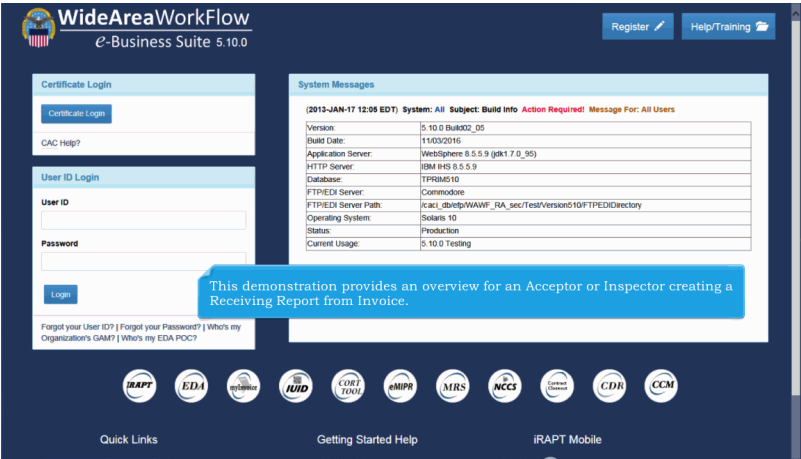 WideAreaWorkFlow
e-Business Suite 5.10.0
Register
Help/Training
Certificate Login
Certificate Login
CAC Help?
User ID Login
User ID
Password
Login
Forgot your User ID? | Forgot your Password? | Who's my
Organization's GAM? | Who's my EDA POC?
System Messages
(2013-JAN-17 12:05 EDT) System: All Subject: Build Info Action Required! Message For: All Users
Version: 5.10.0 Build02_05
Build Date: 11/03/2016
Application Server: WebSphere 8.5.5.9 (jdk1.7.0_95)
HTTP Server: IBM IHS 8.5.5.9
Database: TPRIM510
FTP/EDI Server: Commodore
FTP/EDI Server Path: /caci_db/efp/WAWF_RA_sec/Test/Version510/FTPEDIDirectory
Operating System: Solaris 10
Status: Production
Current Usage: 5.10.0 Testing
This demonstration provides an overview for an Acceptor or Inspector creating a
Receiving Report from Invoice.
iRAPT
EDA
myInvoice
IUID
CORT
TOOL
eMIPR
MRS
NCCS
Contract
Closeout
CDR
CCM
Quick Links
Getting Started Help
iRAPT Mobile